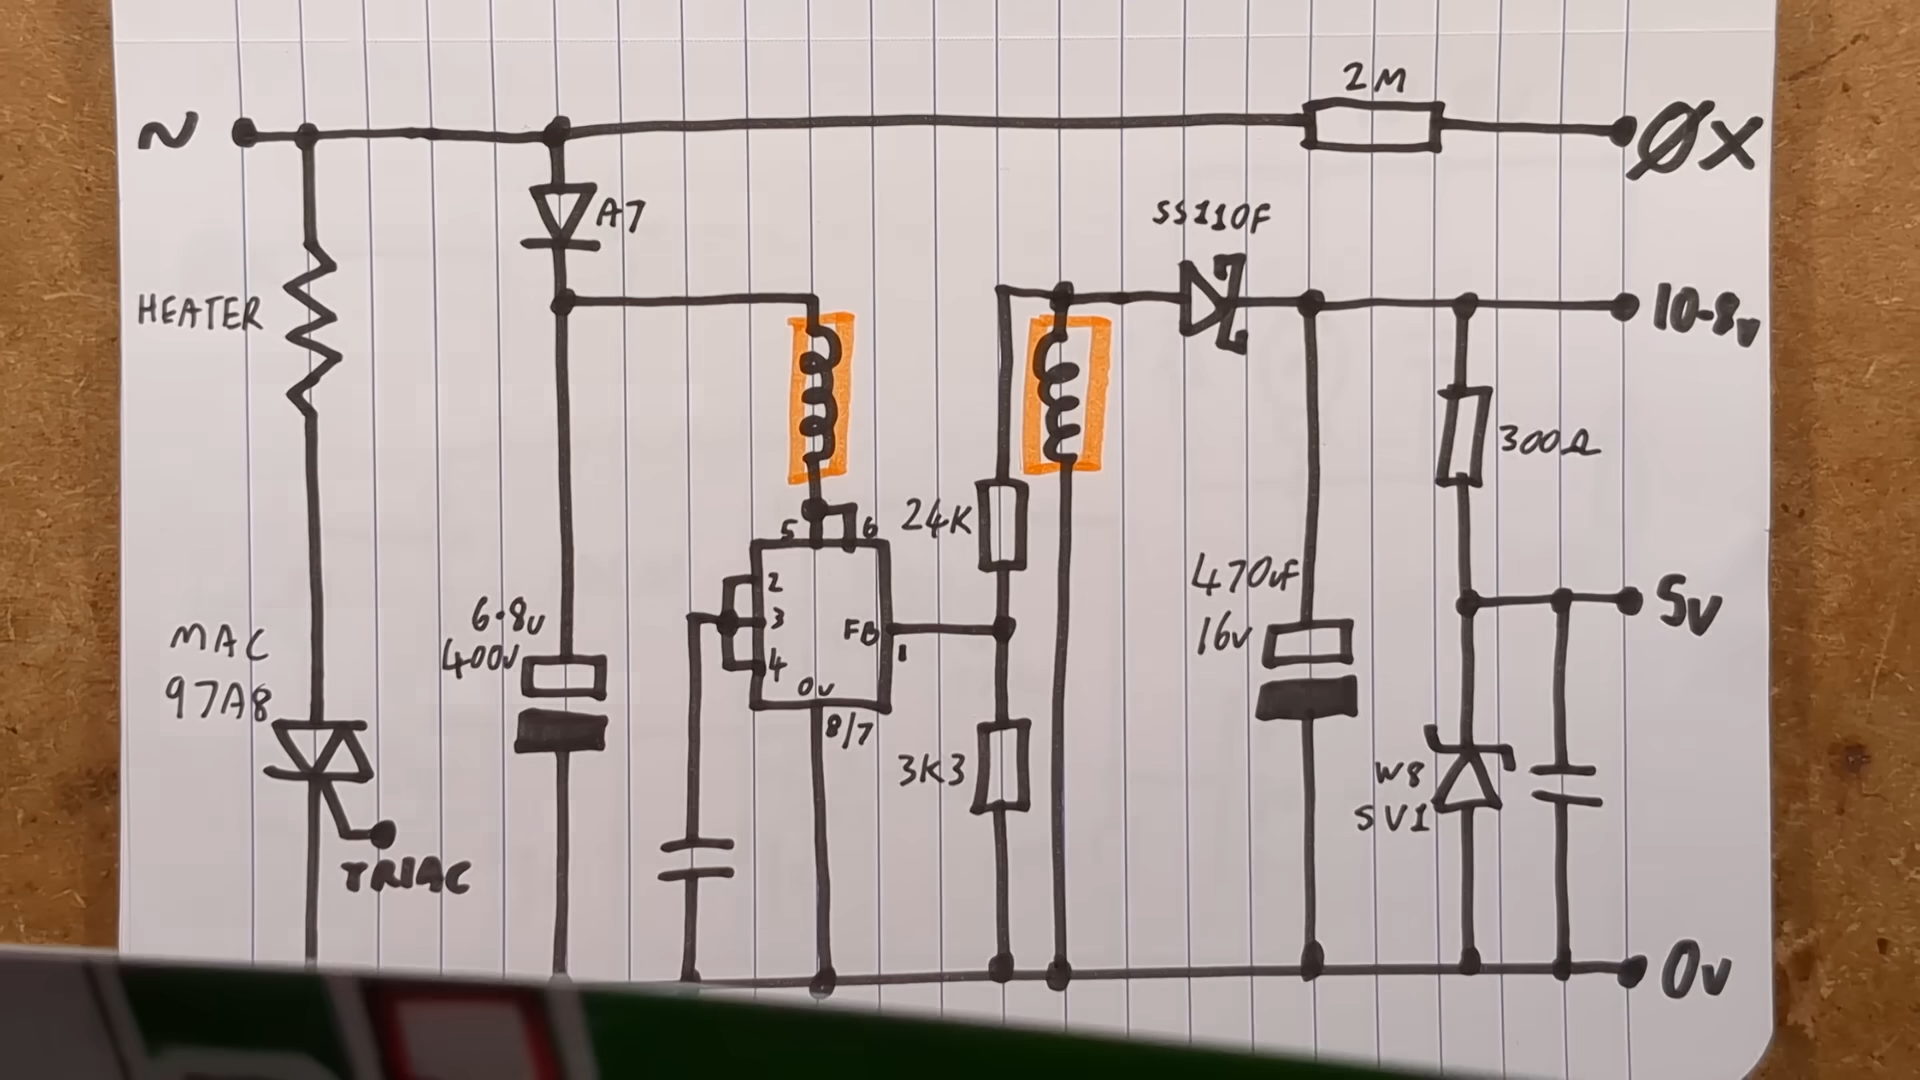 2M
~
ØX
A7
SS110F
HEATER
10-8v
300Ω
5
6
24K
2
3
4
FB
1
0v
8/7
6.8u
400V
470uF
16v
5v
MAC
97A8
3K3
W8
5V1
TRIAC
0v